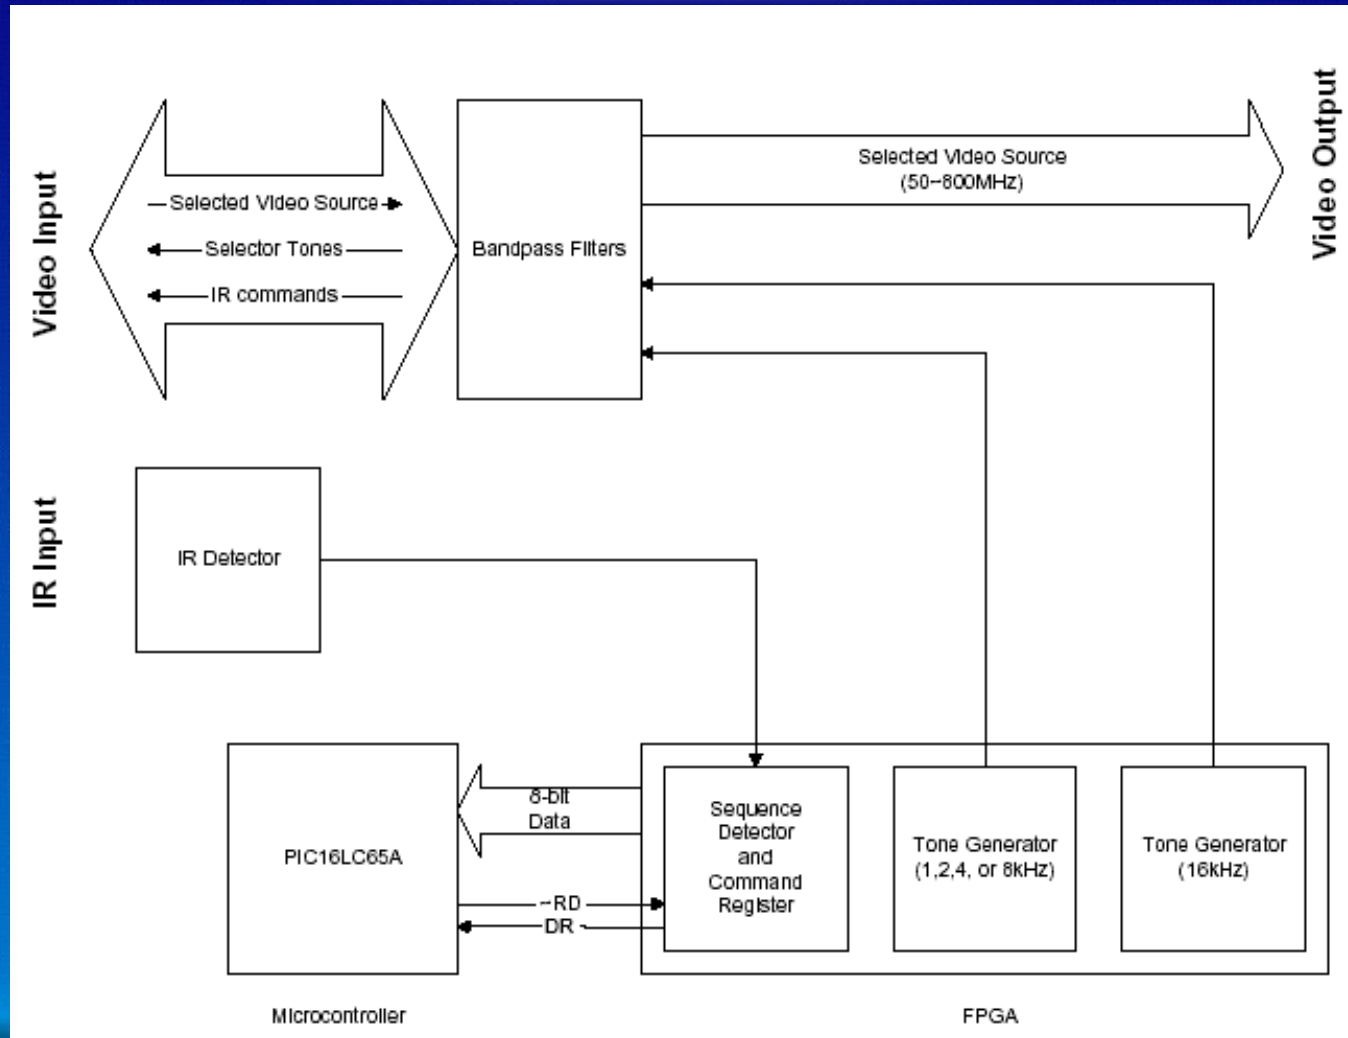 Video Input
Selected Video Source
Selector Tones
IR commands
Bandpass Filters
Selected Video Source
(50~800MHz)
Video Output
IR Input
IR Detector
PIC16LC65A
8-bit
Data
~RD
DR
Sequence
Detector
and
Command
Register
Tone Generator
(1,2,4, or 8kHz)
Tone Generator
(16kHz)
Microcontroller
FPGA